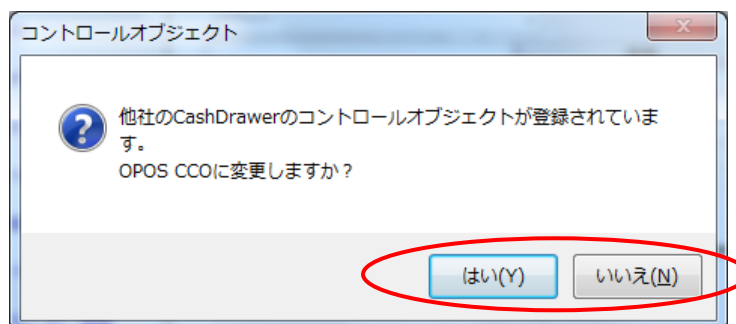 コントロールオブジェクト
他社のCashDrawerのコントロールオブジェクトが登録されていま
す。
OPOS CCOに変更しますか？
はい(Y)
いいえ(N)